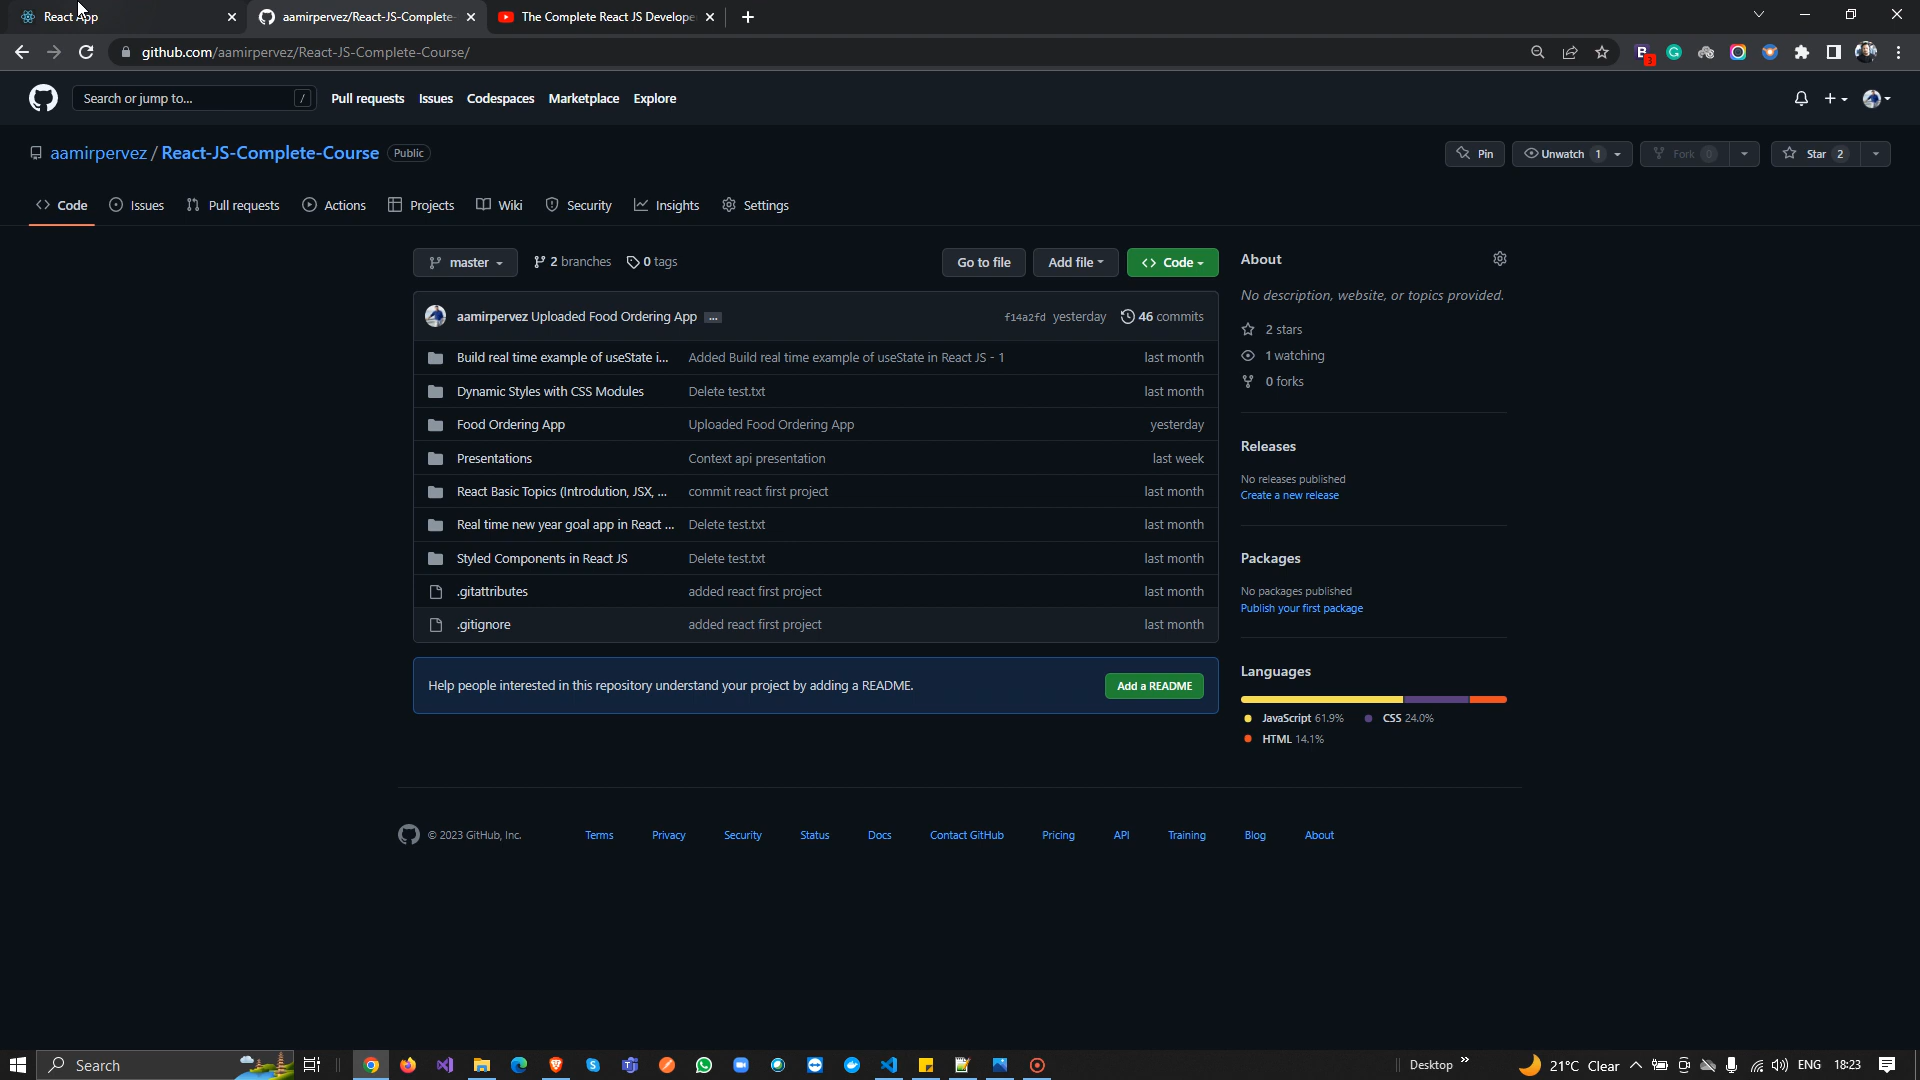 React App
aamirpervez/React-JS-Complete-
The Complete React JS Develope
github.com/aamirpervez/React-JS-Complete-Course/
B 3
Search or jump to... /
Pull requests Issues Codespaces Marketplace Explore
aamirpervez / React-JS-Complete-Course Public
Pin Unwatch 1 Fork 0 Star 2
Code Issues Pull requests Actions Projects Wiki Security Insights Settings
master 2 branches 0 tags Go to file Add file Code
aamirpervez Uploaded Food Ordering App ... f14a2fd yesterday 46 commits
Build real time example of useState i... Added Build real time example of useState in React JS - 1 last month
Dynamic Styles with CSS Modules Delete test.txt last month
Food Ordering App Uploaded Food Ordering App yesterday
Presentations Context api presentation last week
React Basic Topics (Introdution, JSX, ... commit react first project last month
Real time new year goal app in React ... Delete test.txt last month
Styled Components in React JS Delete test.txt last month
.gitattributes added react first project last month
.gitignore added react first project last month
Help people interested in this repository understand your project by adding a README. Add a README
About
No description, website, or topics provided.
2 stars
1 watching
0 forks
Releases
No releases published
Create a new release
Packages
No packages published
Publish your first package
Languages
JavaScript 61.9% CSS 24.0%
HTML 14.1%
© 2023 GitHub, Inc. Terms Privacy Security Status Docs Contact GitHub Pricing API Training Blog About
Search Desktop » 21°C Clear ENG 18:23